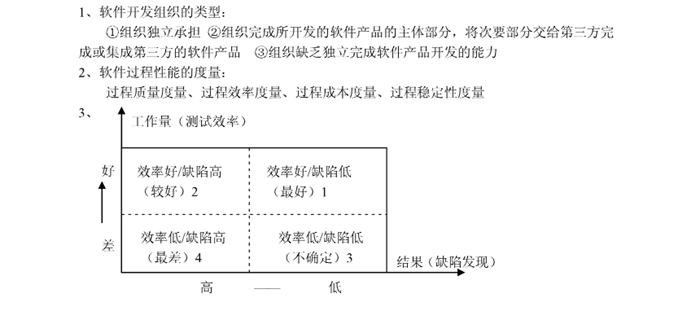 1、软件开发组织的类型：
①组织独立承担 ②组织完成所开发的软件产品的主体部分，将次要部分交给第三方完
成或集成第三方的软件产品 ③组织缺乏独立完成软件产品开发的能力
2、软件过程性能的度量：
过程质量度量、过程效率度量、过程成本度量、过程稳定性度量
3、
工作量（测试效率）
好
效率好/缺陷高
（较好）2
效率好/缺陷低
（最好）1
差
效率低/缺陷高
（最差）4
效率低/缺陷低
（不确定）3
结果（缺陷发现）
高 —— 低